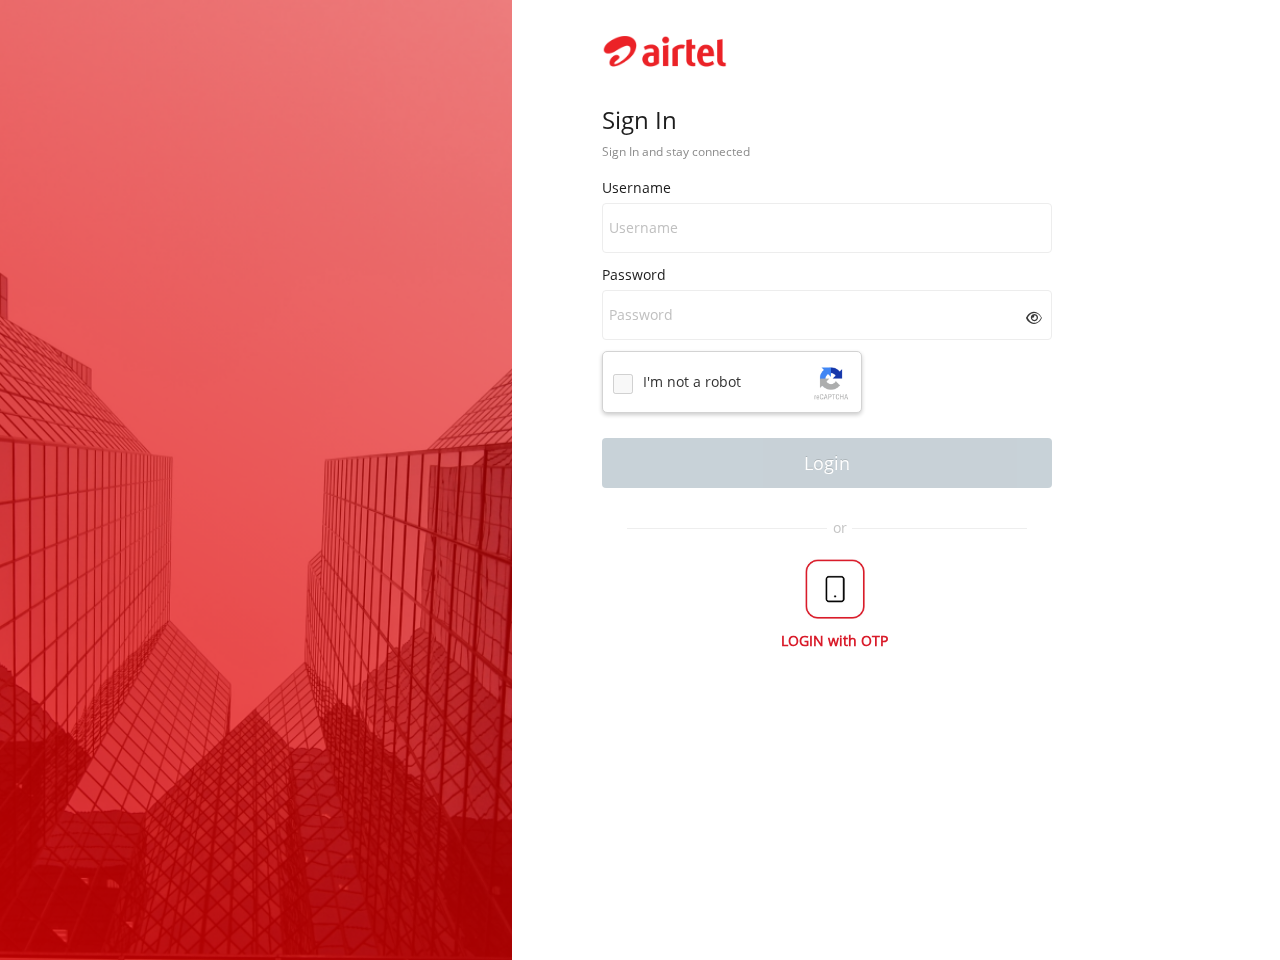 airtel
Sign In
Sign In and stay connected
Username
Username
Password
Password
I'm not a robot
reCAPTCHA
Login
or
LOGIN with OTP